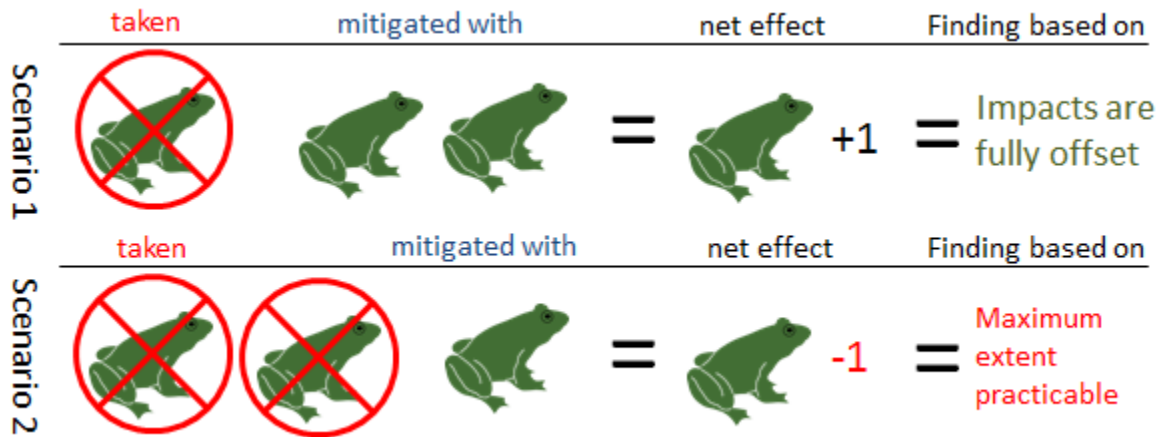 taken mitigated with net effect Finding based on
Scenario 1
= +1 = Impacts are
fully offset
taken mitigated with net effect Finding based on
Scenario 2
= -1 = Maximum
extent
practicable